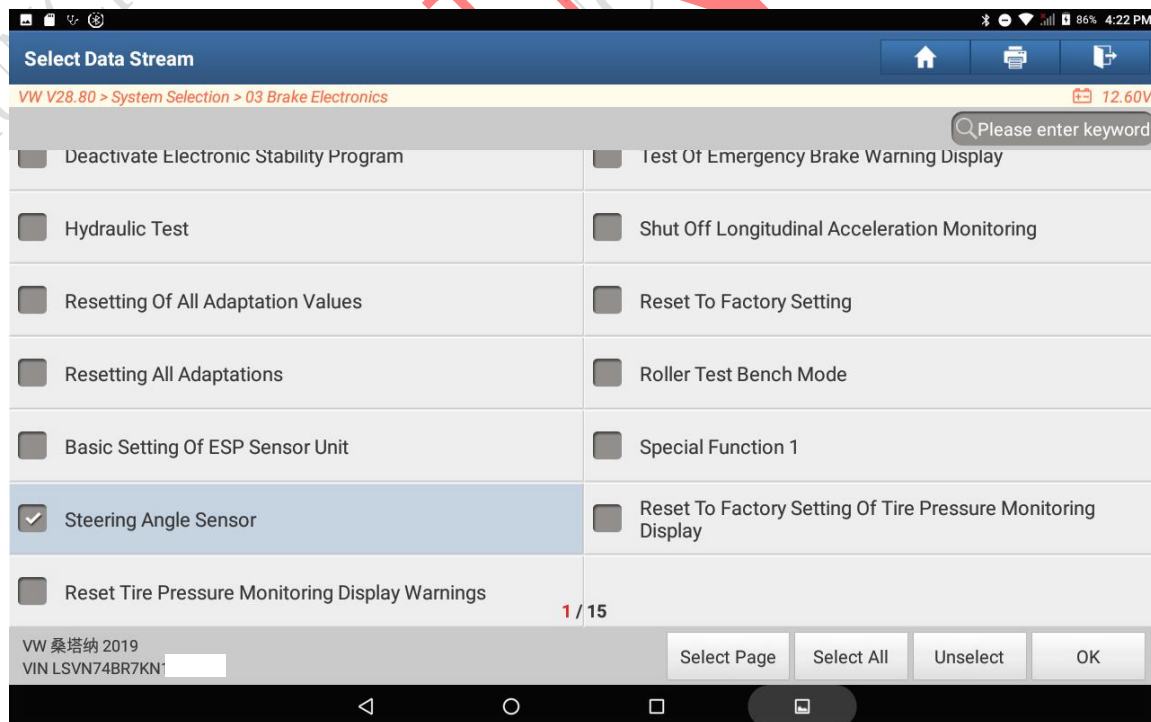 86% 4:22 PM
Select Data Stream
VW V28.80 > System Selection > 03 Brake Electronics
12.60V
Please enter keyword
Deactivate Electronic Stability Program
Test Of Emergency Brake Warning Display
Hydraulic Test
Shut Off Longitudinal Acceleration Monitoring
Resetting Of All Adaptation Values
Reset To Factory Setting
Resetting All Adaptations
Roller Test Bench Mode
Basic Setting Of ESP Sensor Unit
Special Function 1
Steering Angle Sensor
Reset To Factory Setting Of Tire Pressure Monitoring
Display
Reset Tire Pressure Monitoring Display Warnings
1 / 15
VW 桑塔纳 2019
VIN LSVN74BR7KN1
Select Page
Select All
Unselect
OK